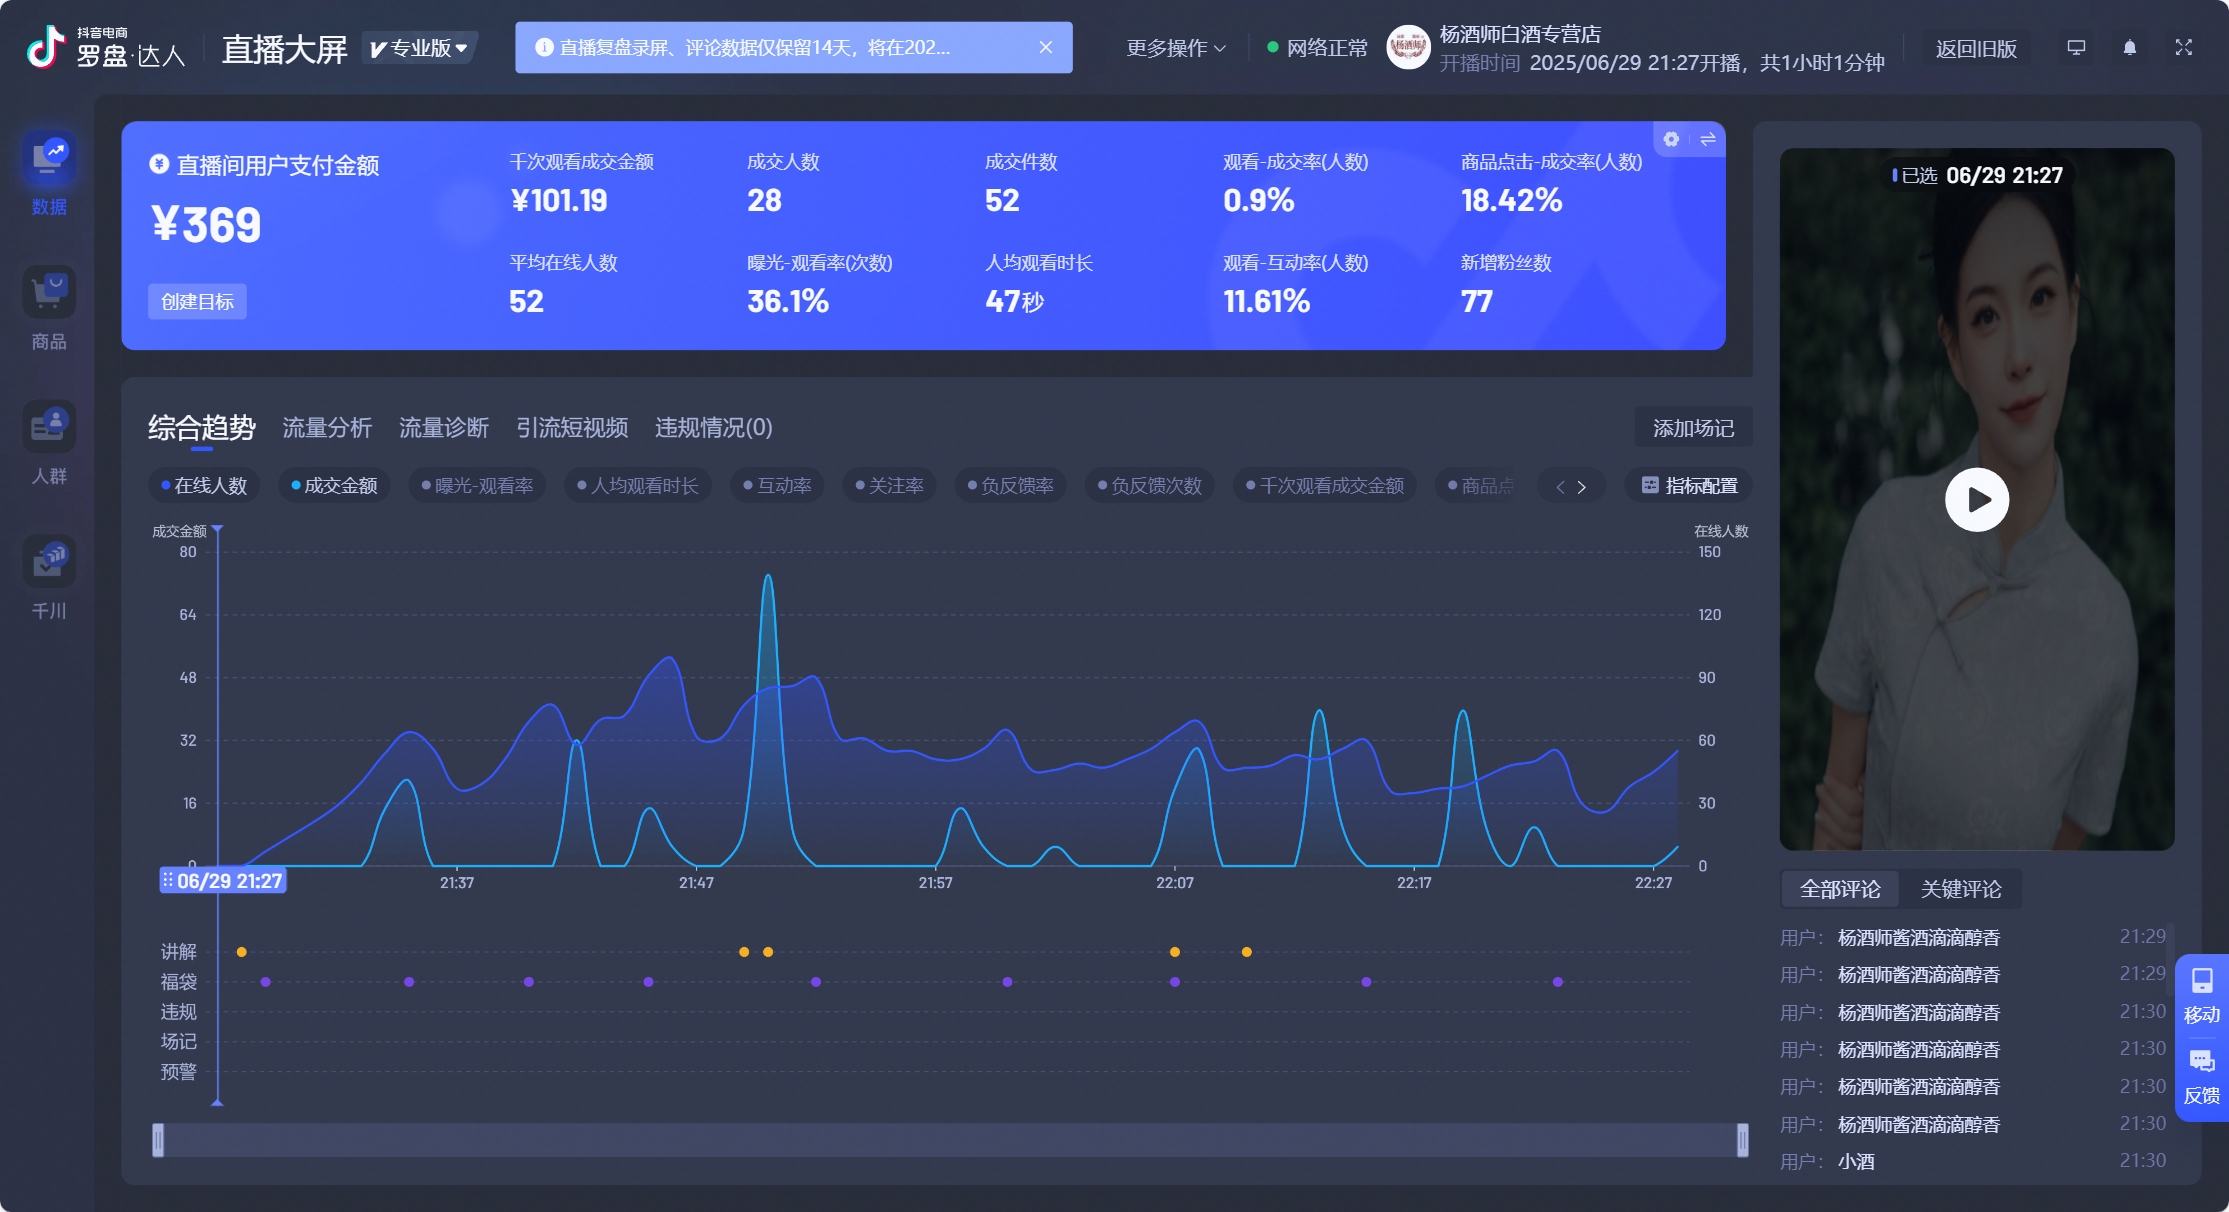 抖音电商
罗盘·达人
直播大屏
专业版
直播复盘录屏、评论数据仅保留14天，将在202...
更多操作
网络正常
杨酒师
杨酒师白酒专营店
开播时间 2025/06/29 21:27开播，共1小时1分钟
返回旧版
数据
商品
人群
千川
直播间用户支付金额
¥369
创建目标
千次观看成交金额
¥101.19
成交人数
28
成交件数
52
观看-成交率(人数)
0.9%
商品点击-成交率(人数)
18.42%
平均在线人数
52
曝光-观看率(次数)
36.1%
人均观看时长
47秒
观看-互动率(人数)
11.61%
新增粉丝数
77
综合趋势 流量分析 流量诊断 引流短视频 违规情况(0)
添加场记
在线人数 成交金额 曝光-观看率 人均观看时长 互动率 关注率 负反馈率 负反馈次数 千次观看成交金额 商品点
指标配置
成交金额
80
64
48
32
16
0
在线人数
150
120
90
60
30
0
06/29 21:27
21:37
21:47
21:57
22:07
22:17
22:27
讲解
福袋
违规
场记
预警
已选 06/29 21:27
全部评论 关键评论
用户： 杨酒师酱酒滴滴醇香 21:29
用户： 杨酒师酱酒滴滴醇香 21:29
用户： 杨酒师酱酒滴滴醇香 21:30
用户： 杨酒师酱酒滴滴醇香 21:30
用户： 杨酒师酱酒滴滴醇香 21:30
用户： 杨酒师酱酒滴滴醇香 21:30
用户： 小酒 21:30
移动
反馈